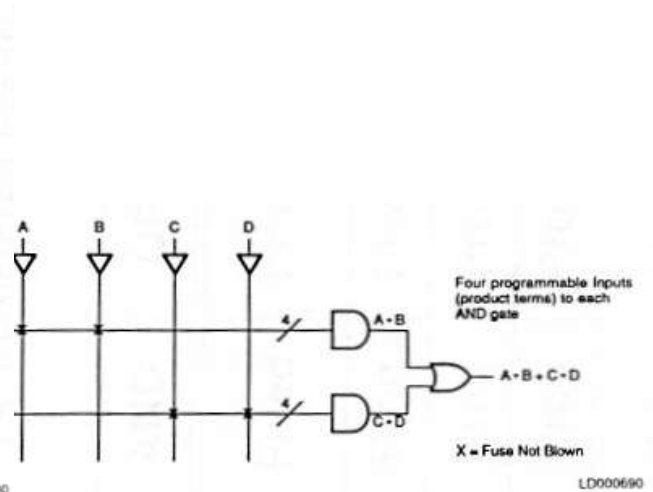 A B C D
Four programmable Inputs
(product terms) to each
AND gate
4
A•B
A•B + C•D
4
C•D
X = Fuse Not Blown
LD000690